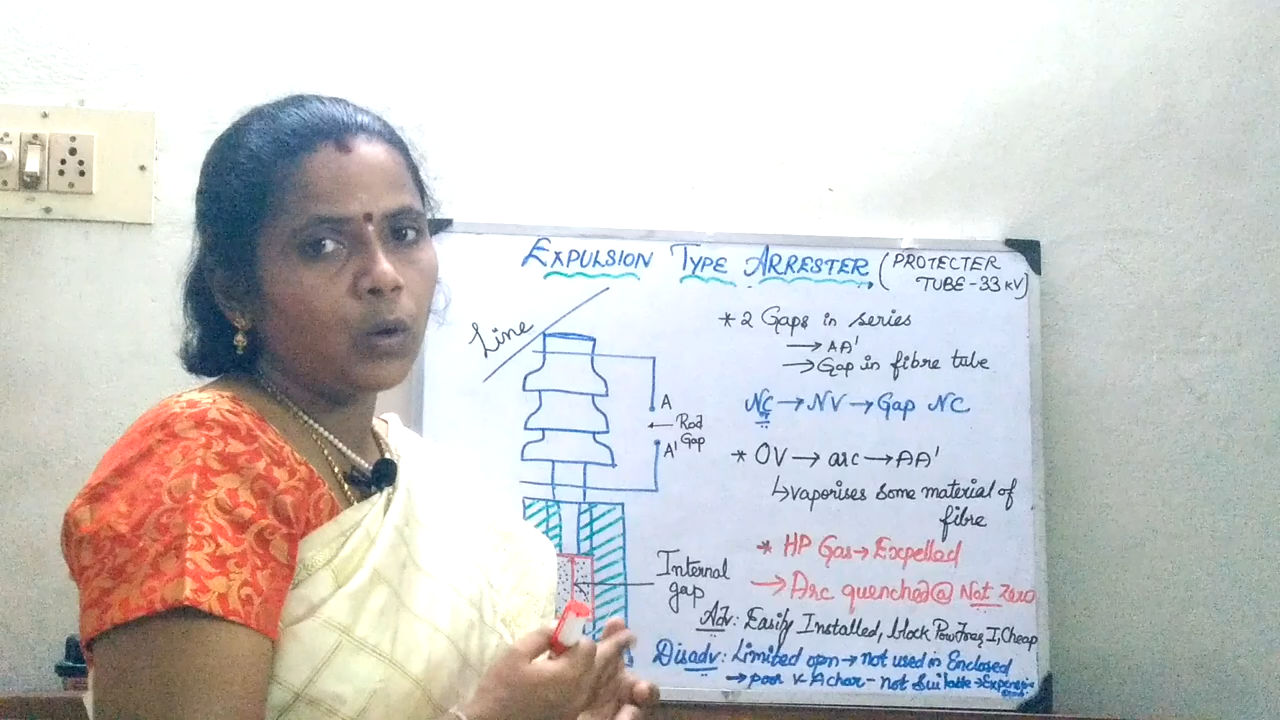 EXPULSION TYPE ARRESTER (PROTECTER
TUBE-33 KV)
Line
* 2 Gaps in series
→ AA'
→ Gap in fibre tube
NC → NV → Gap NC
A
← Rod
Gap
A'
* OV → arc → AA'
↳ vaporises some material of
fibre
* HP Gas → Expelled
→ Arc quenched @ Nat zero
Internal
gap
Adv: Easily Installed, block PowFreq I, Cheap
Disadv: Limited opn → not used in Enclosed
→ poor V-A char - not Suitable →